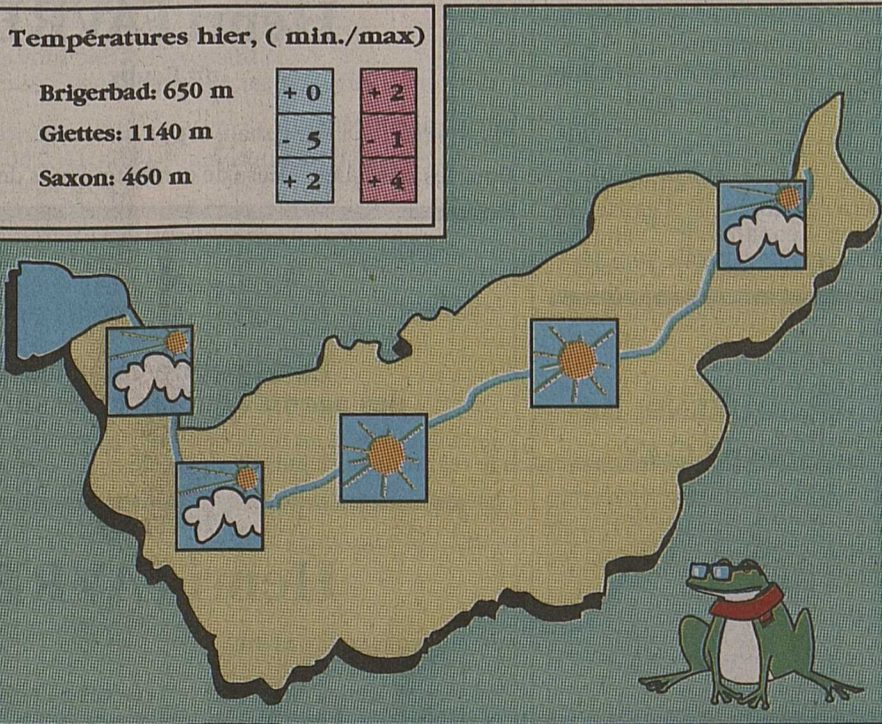 Températures hier, ( min./max)
Brigerbad: 650 m + 0 + 2
Giettes: 1140 m - 5 - 1
Saxon: 460 m + 2 + 4